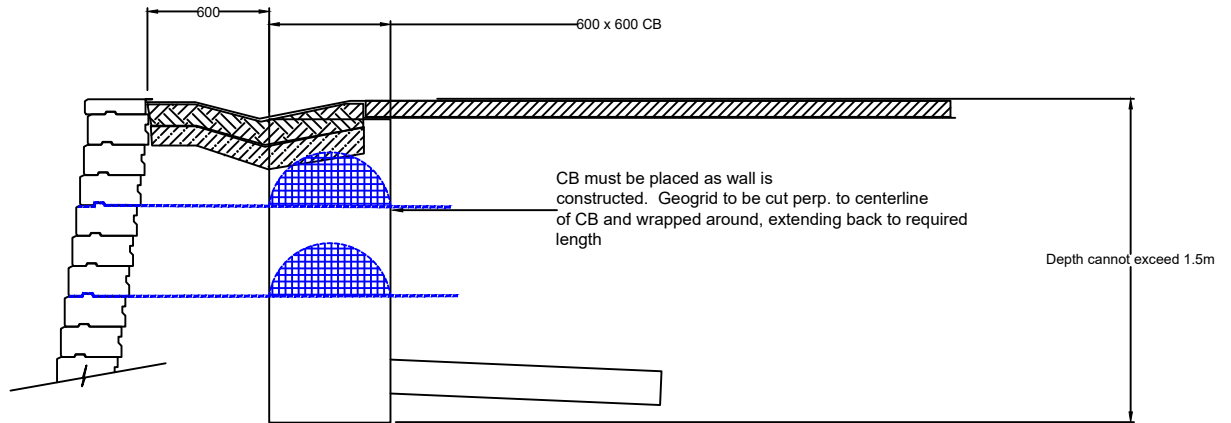 600
600 x 600 CB
CB must be placed as wall is
constructed. Geogrid to be cut perp. to centerline
of CB and wrapped around, extending back to required
length
Depth cannot exceed 1.5m